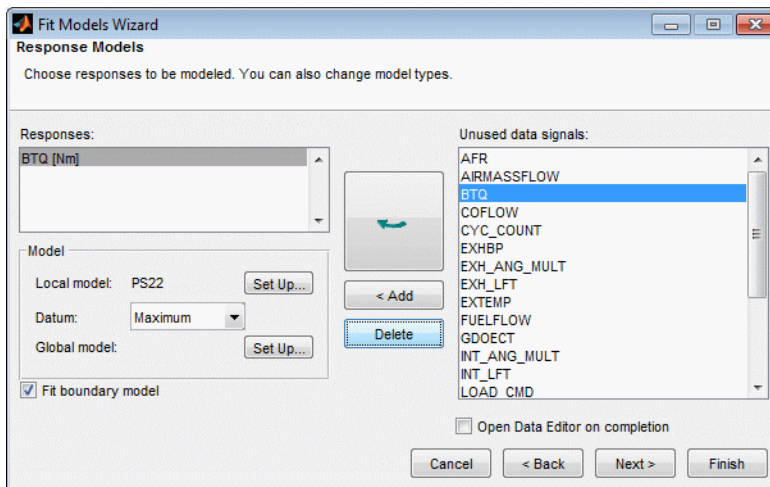 Fit Models Wizard
Response Models
Choose responses to be modeled. You can also change model types.
Responses:
BTQ [Nm]
Model
Local model: PS22 Set Up...
Datum: Maximum
Global model: Set Up...
Fit boundary model
< Add
Delete
Unused data signals:
AFR
AIRMASSFLOW
BTQ
COFLOW
CYC_COUNT
EXHBP
EXH_ANG_MULT
EXH_LFT
EXTEMP
FUELFLOW
GDOECT
INT_ANG_MULT
INT_LFT
LOAD_CMD
Open Data Editor on completion
Cancel < Back Next > Finish